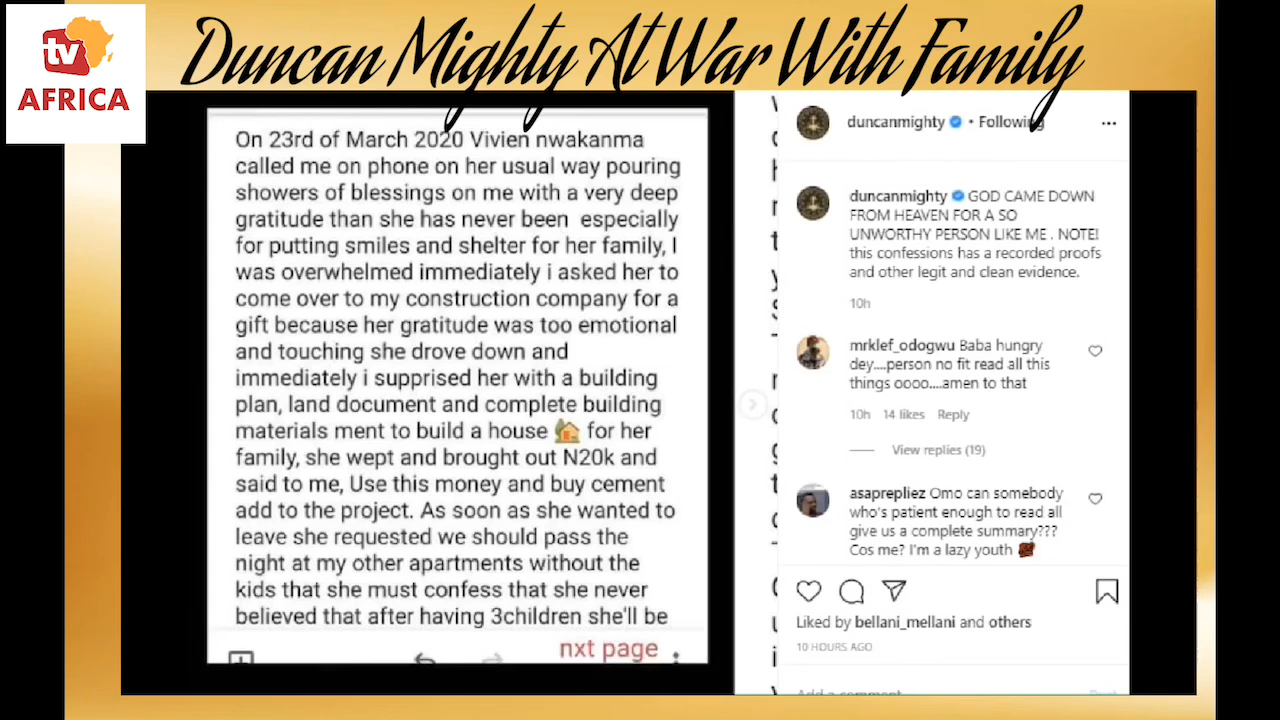 tv
AFRICA
Duncan Mighty At War With Family
On 23rd of March 2020 Vivien nwakanma
called me on phone on her usual way pouring
showers of blessings on me with a very deep
gratitude than she has never been especially
for putting smiles and shelter for her family, I
was overwhelmed immediately i asked her to
come over to my construction company for a
gift because her gratitude was too emotional
and touching she drove down and
immediately i supprised her with a building
plan, land document and complete building
materials ment to build a house 🏡 for her
family, she wept and brought out N20k and
said to me, Use this money and buy cement
add to the project. As soon as she wanted to
leave she requested we should pass the
night at my other apartments without the
kids that she must confess that she never
believed that after having 3children she'll be
nxt page
duncanmighty • Following
duncanmighty GOD CAME DOWN
FROM HEAVEN FOR A SO
UNWORTHY PERSON LIKE ME . NOTE!
this confessions has a recorded proofs
and other legit and clean evidence.
10h
mrklef_odogwu Baba hungry
dey....person no fit read all this
things oooo....amen to that
10h 14 likes Reply
View replies (19)
asaprepliez Omo can somebody
who's patient enough to read all
give us a complete summary???
Cos me? I'm a lazy youth
Liked by bellani_mellani and others
10 HOURS AGO
Add a comment